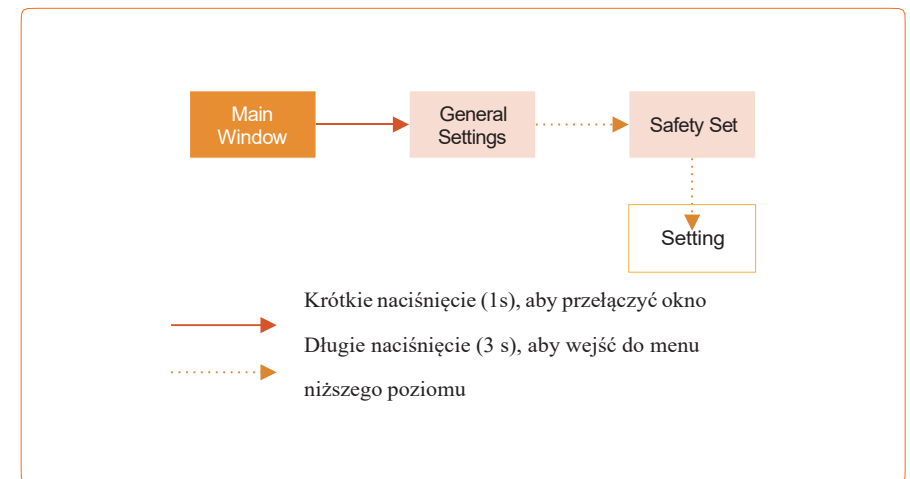 Main
Window
General
Settings
Safety Set
Setting
Krótkie naciśnięcie (1s), aby przełączyć okno
Długie naciśnięcie (3 s), aby wejść do menu
niższego poziomu